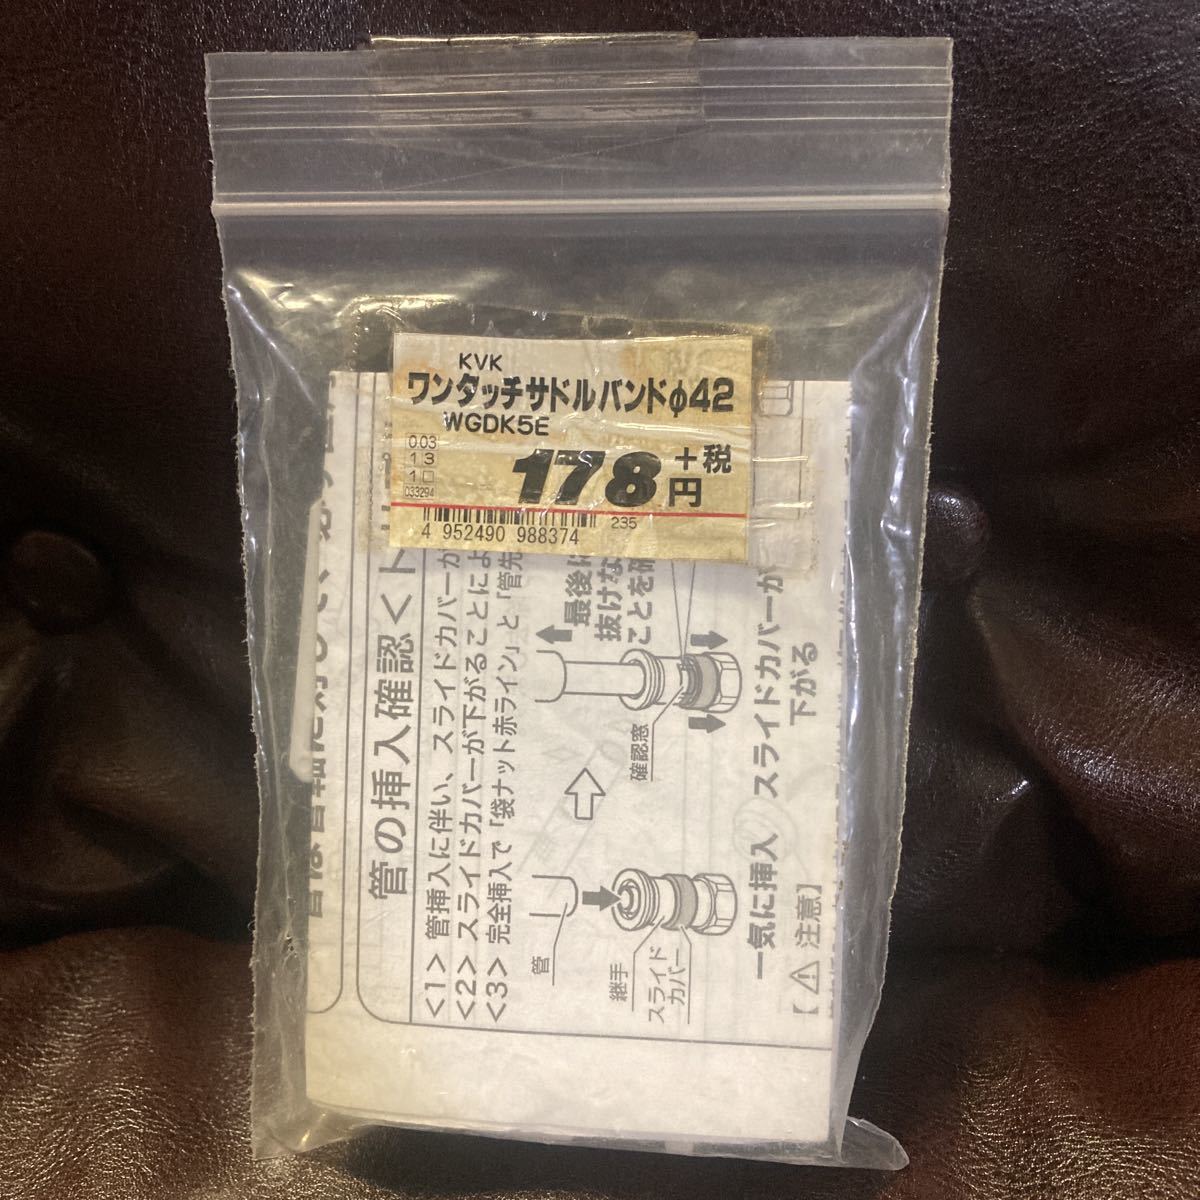 KVK
ワンタッチサドルバンドφ42
WGDK5E
0.03
13
1□
033294
178
+税
円
4 952490 988374
235
管の挿入確認<ト
<1> 管挿入に伴い、スライドカバーが
<2> スライドカバーが下がることによ
<3> 完全挿入で「袋ナット赤ライン」と「管先
最後に
抜けな
ことを確
確認窓
管
継手
スライド
カバー
一気に挿入
スライドカバーが
下がる
【⚠注意】